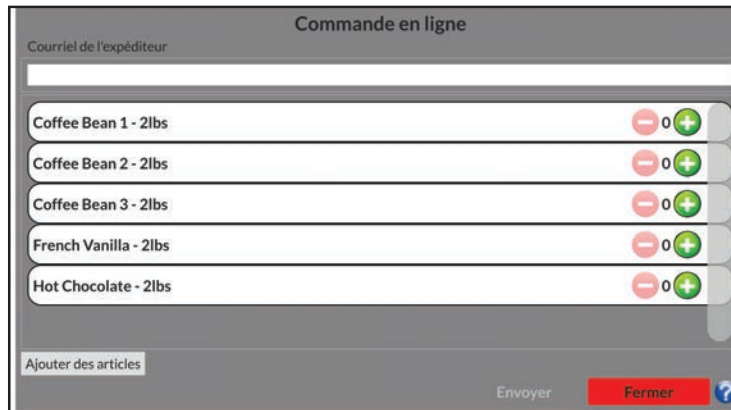 Commande en ligne
Courriel de l'expéditeur
Coffee Bean 1 - 2lbs 0
Coffee Bean 2 - 2lbs 0
Coffee Bean 3 - 2lbs 0
French Vanilla - 2lbs 0
Hot Chocolate - 2lbs 0
Ajouter des articles
Envoyer Fermer ?